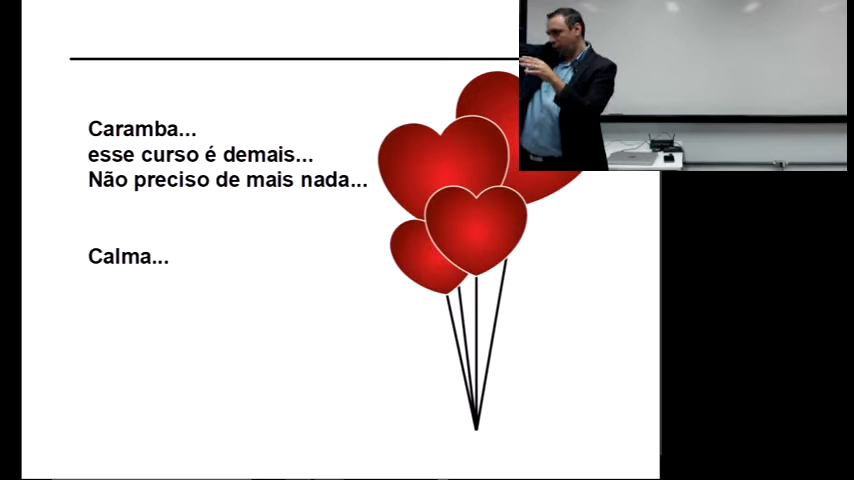 Caramba...
esse curso é demais...
Não preciso de mais nada...
Calma...